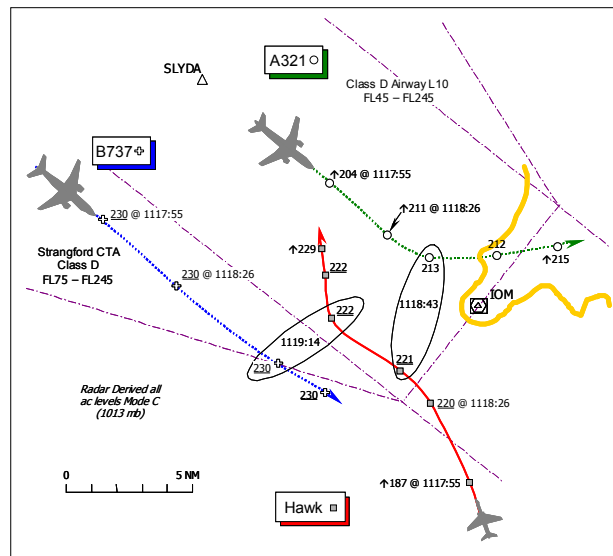 A321
SLYDA
Class D Airway L10
FL45 – FL245
B737
↑204 @ 1117:55
230 @ 1117:55
↑211 @ 1118:26
↑229
212
213
↑215
Strangford CTA
Class D
FL75 – FL245
230 @ 1118:26
222
IOM
1118:43
222
1119:14
230
221
Radar Derived all
ac levels Mode C
(1013 mb)
230
220 @ 1118:26
0
5 NM
↑187 @ 1117:55
Hawk